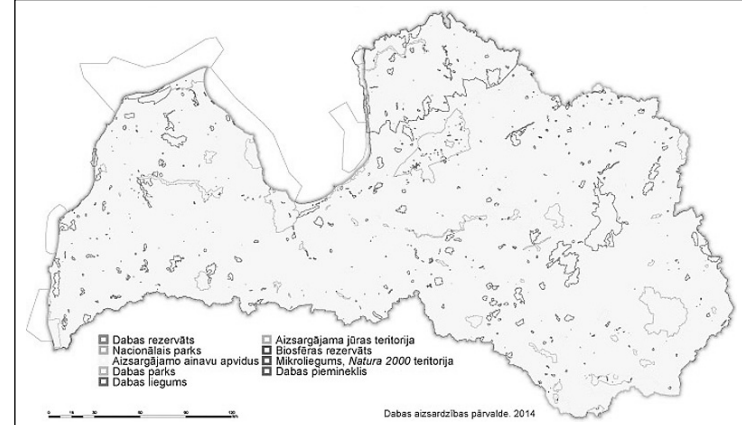 Dabas rezervāts
Nacionālais parks
Aizsargājamo ainavu apvidus
Dabas parks
Dabas liegums
Aizsargājama jūras teritorija
Biosfēras rezervāts
Mikroliegums, Natura 2000 teritorija
Dabas piemineklis
Dabas aizsardzības pārvalde. 2014